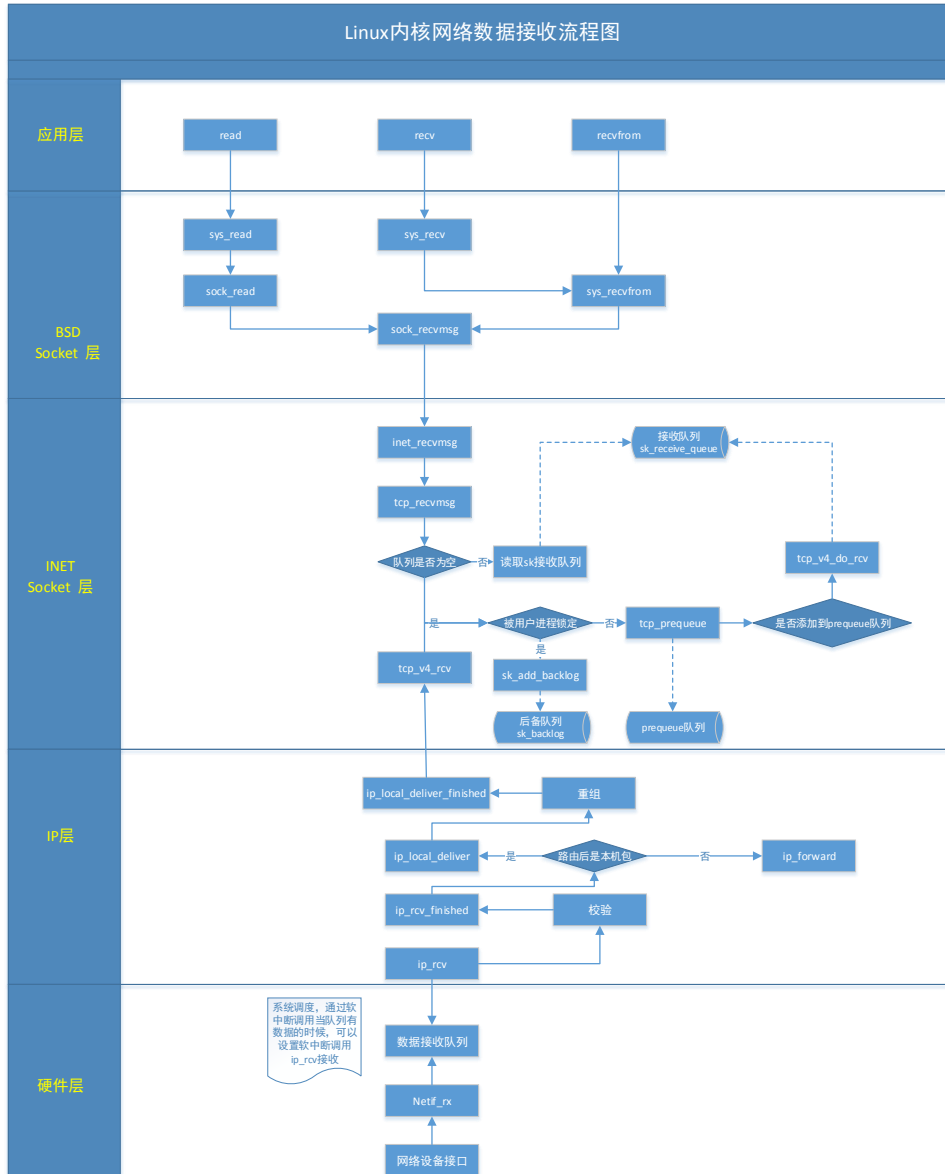 Linux内核网络数据接收流程图
应用层
read
recv
recvfrom
BSD
Socket 层
sys_read
sys_recv
sock_read
sys_recvfrom
sock_recvmsg
INET
Socket 层
inet_recvmsg
接收队列
sk_receive_queue
tcp_recvmsg
队列是否为空
否
读取sk接收队列
tcp_v4_do_rcv
是
被用户进程锁定
否
tcp_prequeue
是否添加到prequeue队列
是
tcp_v4_rcv
sk_add_backlog
后备队列
sk_backlog
prequeue队列
IP层
ip_local_deliver_finished
重组
ip_local_deliver
是
路由后是本机包
否
ip_forward
ip_rcv_finished
校验
ip_rcv
硬件层
系统调度，通过软
中断调用当队列有
数据的时候，可以
设置软中断调用
ip_rcv接收
数据接收队列
Netif_rx
网络设备接口